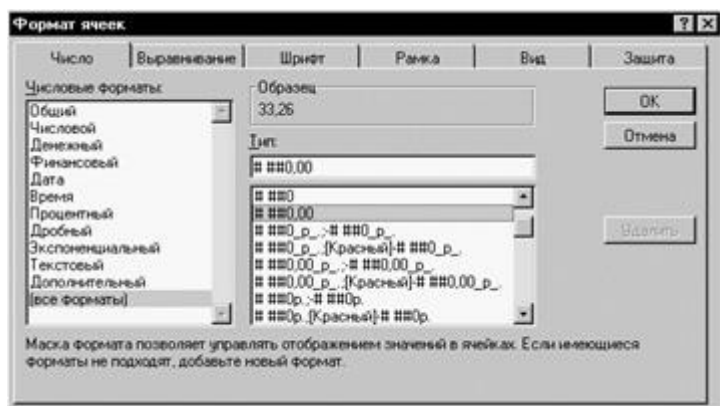 Формат ячеек
Число Выравнивание Шрифт Рамка Вид Защита
Числовые форматы:
Общий
Числовой
Денежный
Финансовый
Дата
Время
Процентный
Дробный
Экспоненциальный
Текстовый
Дополнительный
(все форматы)
Образец
33,26
Тип:
# ##0,00
# ##0
# ##0,00
# ##0_р_.;-# ##0_р_.
# ##0_р_.;[Красный]-# ##0_р_.
# ##0,00_р_.;-# ##0,00_р_.
# ##0,00_р_.;[Красный]-# ##0,00_р_.
# ##0р.;-# ##0р.
# ##0р.;[Красный]-# ##0р.
OK
Отмена
Удалить
Маска формата позволяет управлять отображением значений в ячейках. Если имеющиеся
форматы не подходят, добавьте новый формат.